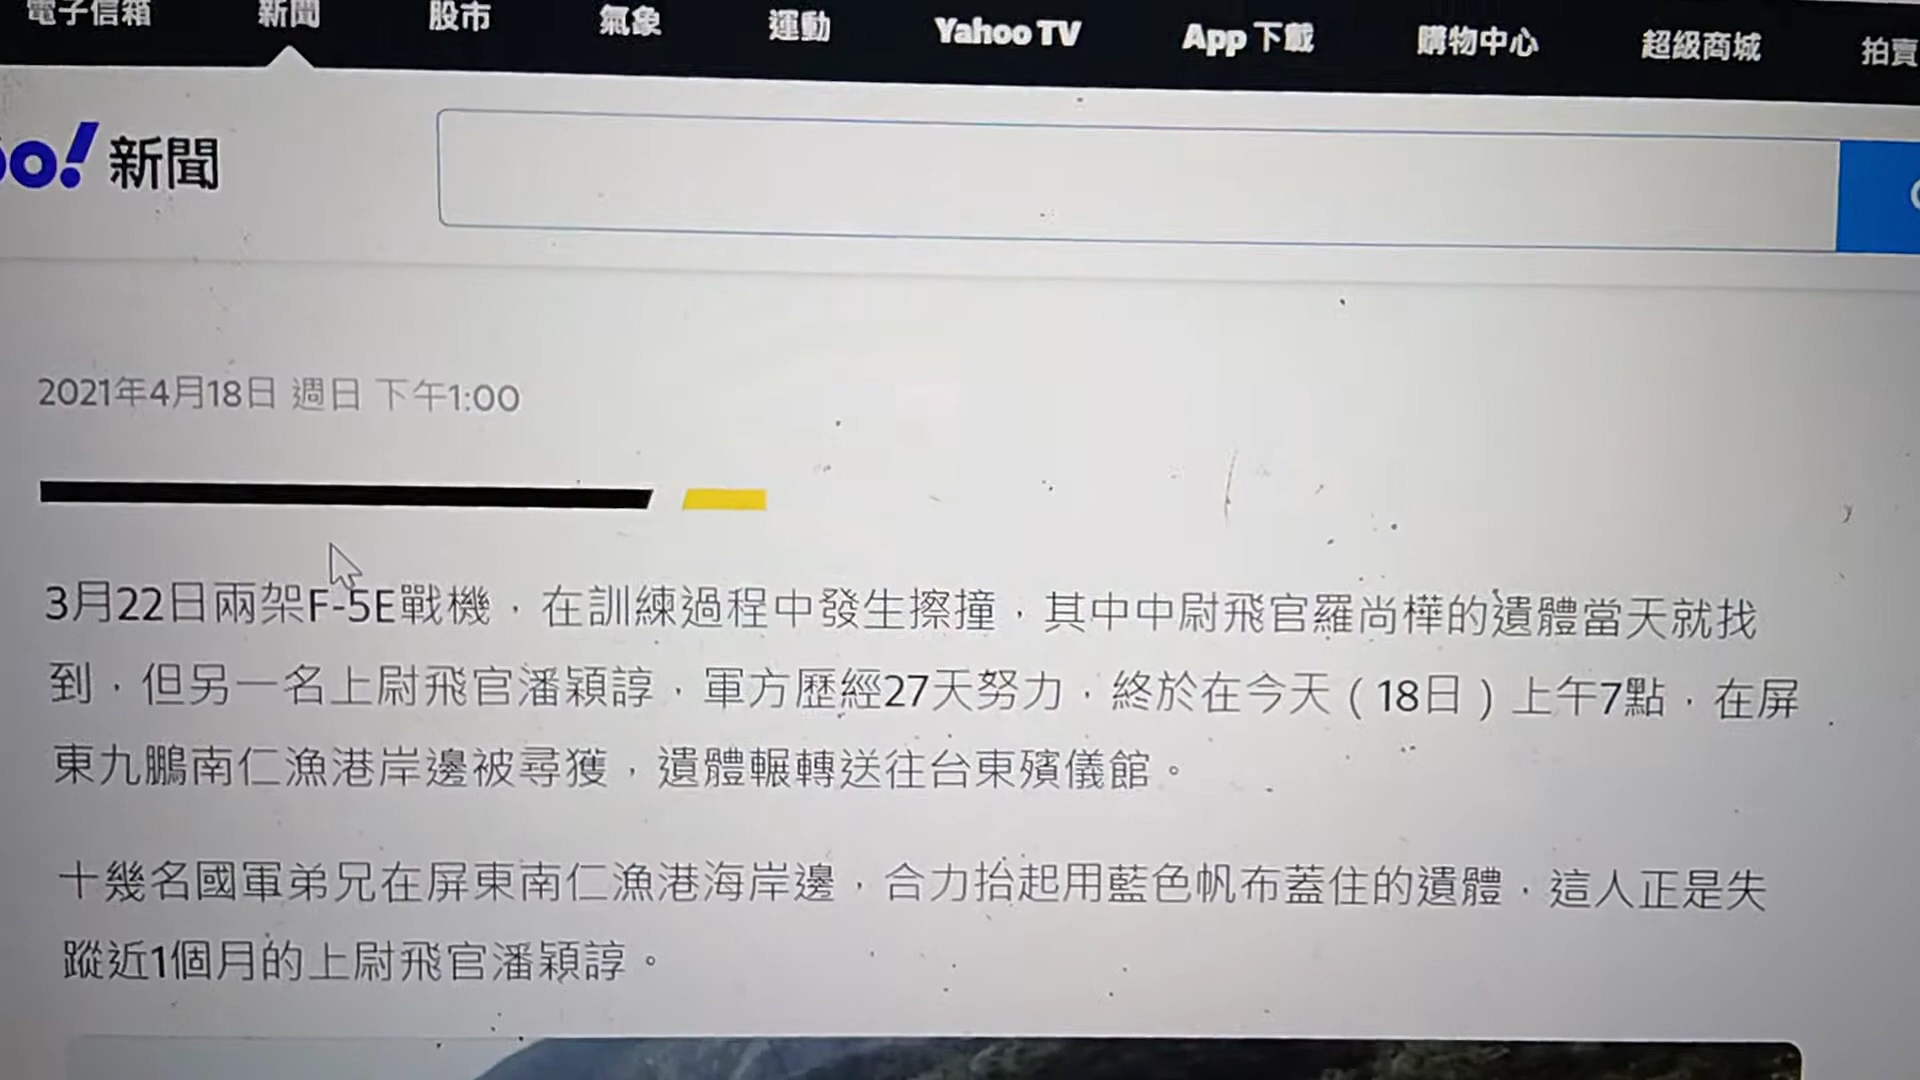 電子信箱 新聞 股市 氣象 運動 Yahoo TV App下載 購物中心 超級商城 拍賣
oo! 新聞
2021年4月18日 週日 下午1:00
3月22日兩架F-5E戰機，在訓練過程中發生擦撞，其中中尉飛官羅尚樺的遺體當天就找
到，但另一名上尉飛官潘穎諄，軍方歷經27天努力，終於在今天（18日）上午7點，在屏
東九鵬南仁漁港岸邊被尋獲，遺體輾轉送往台東殯儀館。
十幾名國軍弟兄在屏東南仁漁港海岸邊，合力抬起用藍色帆布蓋住的遺體，這人正是失
蹤近1個月的上尉飛官潘穎諄。